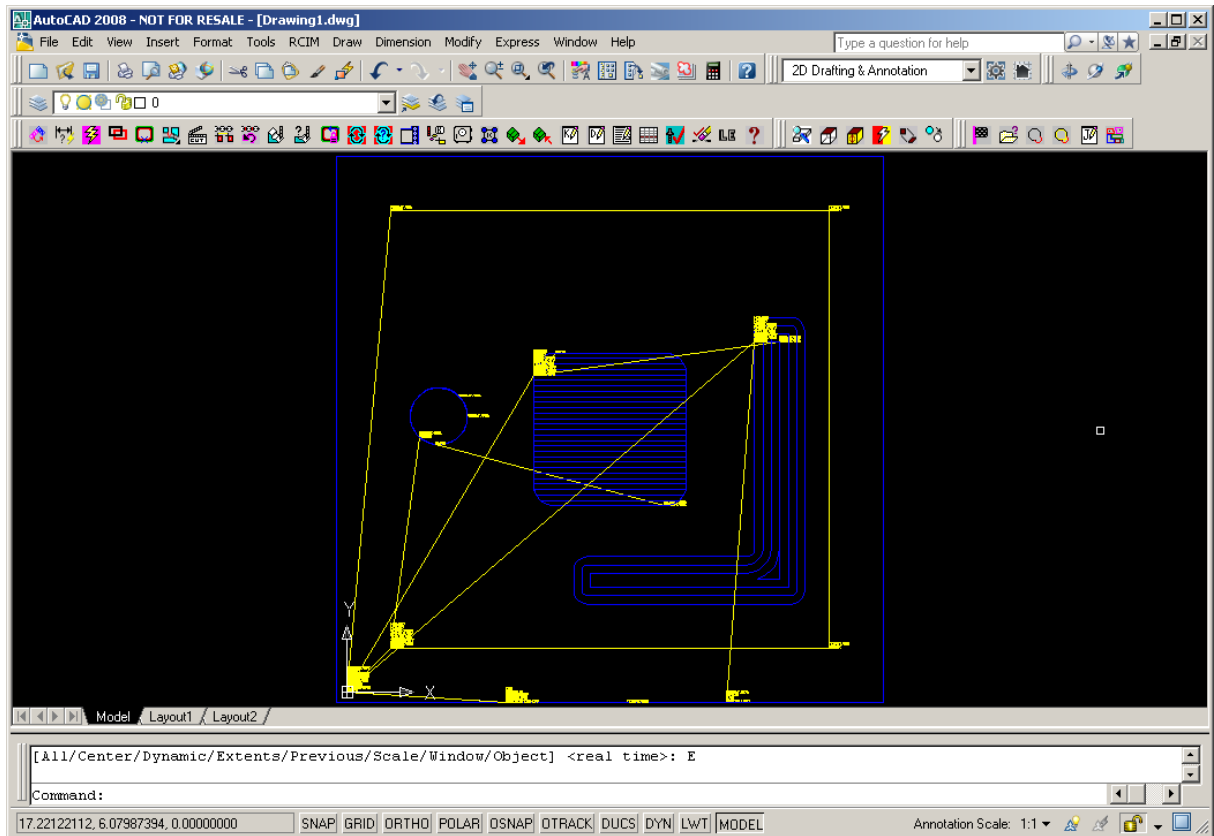 AutoCAD 2008 - NOT FOR RESALE - [Drawing1.dwg]
File Edit View Insert Format Tools RCIM Draw Dimension Modify Express Window Help Type a question for help
2D Drafting & Annotation
0
LE ?
Y
X
Model Layout1 Layout2
[All/Center/Dynamic/Extents/Previous/Scale/Window/Object] <real time>: E
Command:
17.22122112, 6.07987394, 0.00000000 SNAP GRID ORTHO POLAR OSNAP OTRACK DUCS DYN LWT MODEL Annotation Scale: 1:1